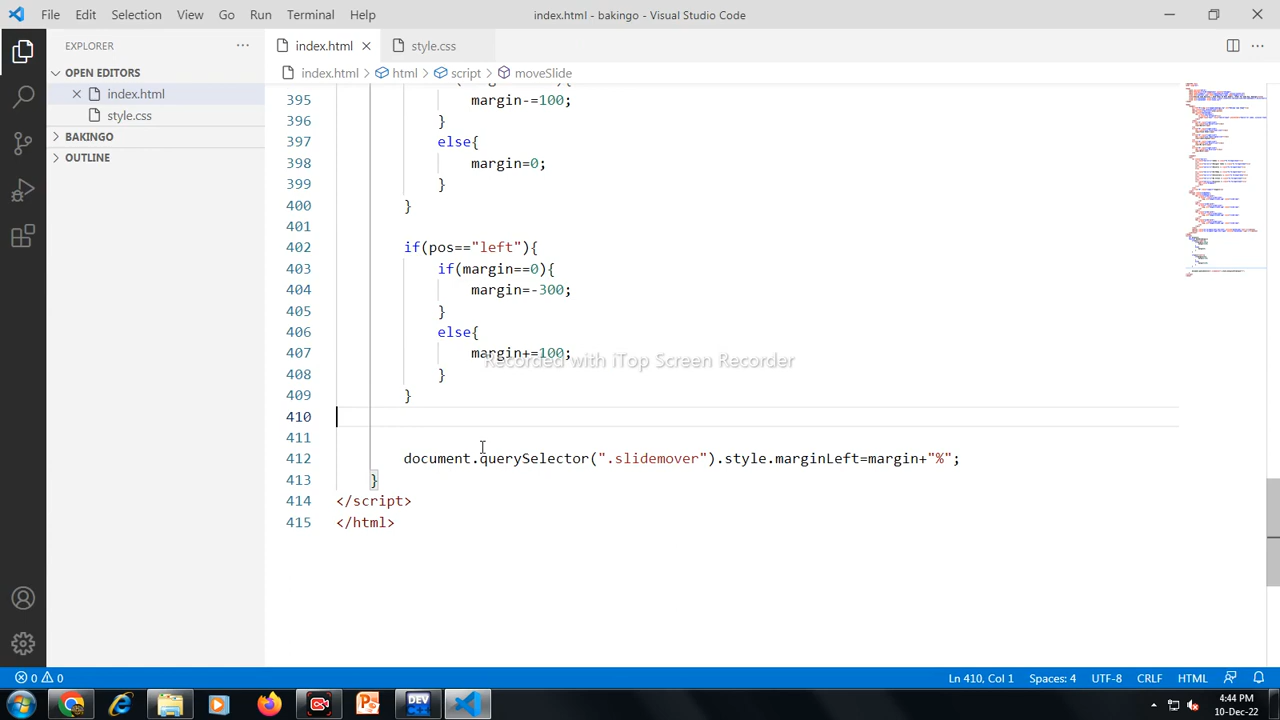 File Edit Selection View Go Run Terminal Help
index.html - bakingo - Visual Studio Code
EXPLORER
OPEN EDITORS
index.html
style.css
BAKINGO
OUTLINE
index.html
style.css
index.html html script moveSlide
395 margin-=100;
396 }
397 else{
398 margin=0;
399 }
400 }
401
402 if(pos=="left"){
403 if(margin==0){
404 margin=-300;
405 }
406 else{
407 margin+=100;
408 }
409 }
410
411
412 document.querySelector(".slidemover").style.marginLeft=margin+"%";
413 }
414 </script>
415 </html>
Recorded with iTop Screen Recorder
0 0
Ln 410, Col 1 Spaces: 4 UTF-8 CRLF HTML
DEV
4:44 PM
10-Dec-22